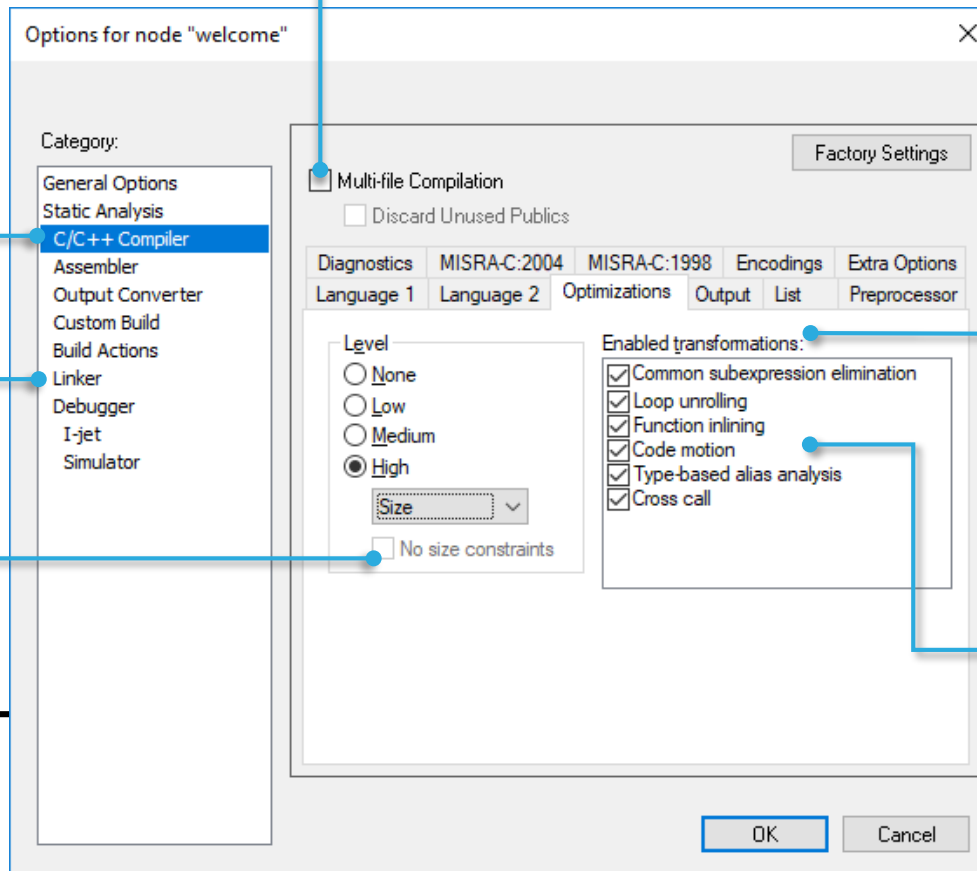 Options for node "welcome"
Category:
General Options
Static Analysis
C/C++ Compiler
Assembler
Output Converter
Custom Build
Build Actions
Linker
Debugger
I-jet
Simulator
Factory Settings
Multi-file Compilation
Discard Unused Publics
Diagnostics MISRA-C:2004 MISRA-C:1998 Encodings Extra Options
Language 1 Language 2 Optimizations Output List Preprocessor
Level
None
Low
Medium
High
Size
No size constraints
Enabled transformations:
Common subexpression elimination
Loop unrolling
Function inlining
Code motion
Type-based alias analysis
Cross call
OK Cancel